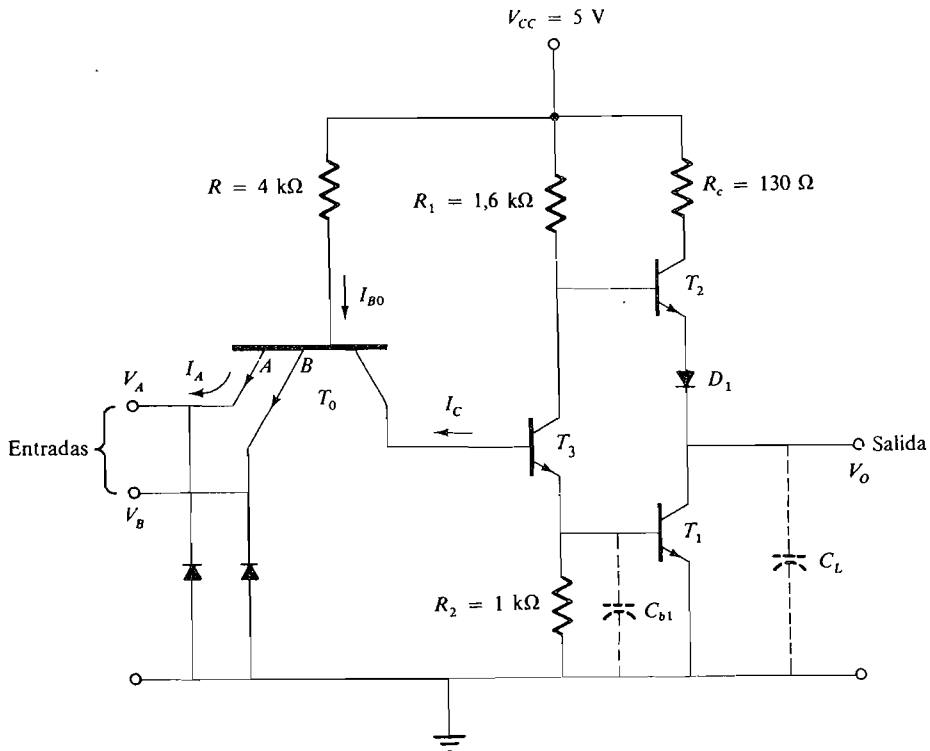 V_CC = 5 V
R = 4 kΩ
R_1 = 1,6 kΩ
R_c = 130 Ω
T_2
I_B0
A
B
I_A
V_A
T_0
I_C
D_1
Entradas
T_3
Salida
V_O
V_B
T_1
C_L
R_2 = 1 kΩ
C_b1